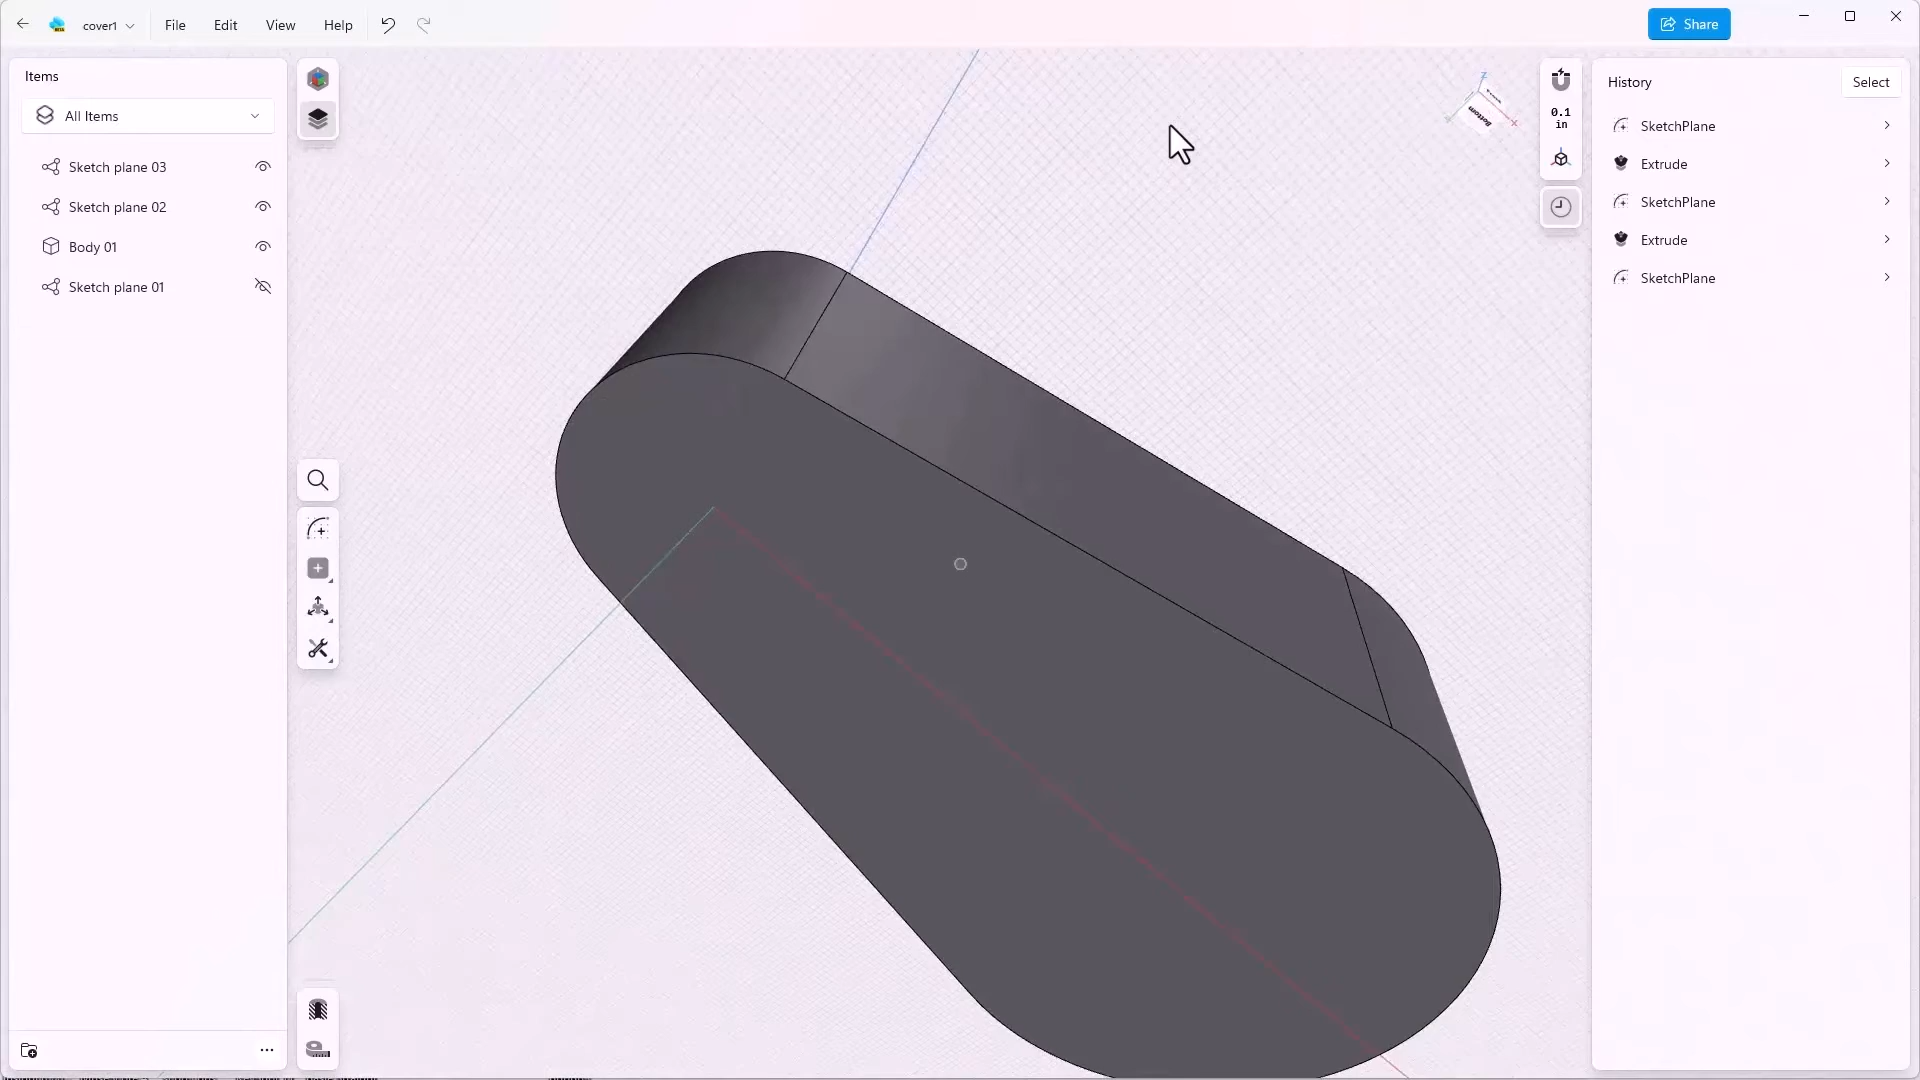 cover1
File
Edit
View
Help
Share
Items
All Items
Sketch plane 03
Sketch plane 02
Body 01
Sketch plane 01
Bottom
Z
X
0.1
in
History
Select
SketchPlane
Extrude
SketchPlane
Extrude
SketchPlane